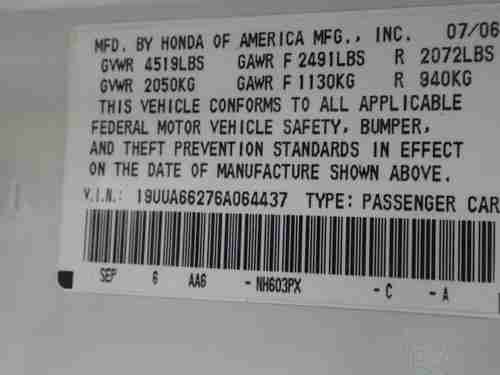 MFD. BY HONDA OF AMERICA MFG., INC. 07/06
GVWR 4519LBS GAWR F 2491LBS R 2072LBS
GVWR 2050KG GAWR F 1130KG R 940KG
THIS VEHICLE CONFORMS TO ALL APPLICABLE
FEDERAL MOTOR VEHICLE SAFETY, BUMPER,
AND THEFT PREVENTION STANDARDS IN EFFECT
ON THE DATE OF MANUFACTURE SHOWN ABOVE.
V.I.N.: 19UUA66276A064437 TYPE: PASSENGER CAR
SEP 6 AA6 -NH603PX -C -A